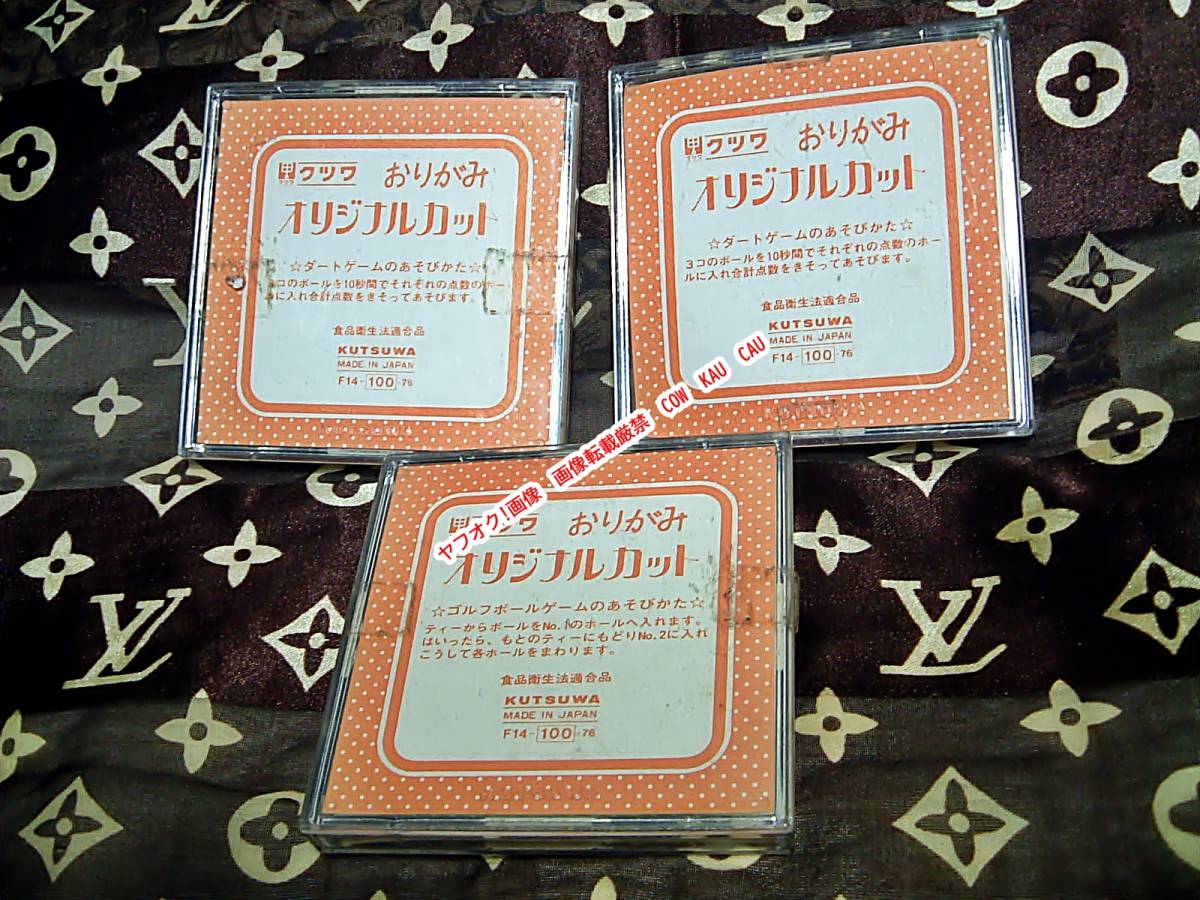 クツワ おりがみ
オリジナルカット
☆ダートゲームのあそびかた☆
3コのボールを10秒間でそれぞれの点数のホー
ルに入れ合計点数をきそってあそびます。
食品衛生法適合品
KUTSUWA
MADE IN JAPAN
F14-100-76
クツワ おりがみ
オリジナルカット
☆ダートゲームのあそびかた☆
3コのボールを10秒間でそれぞれの点数のホー
ルに入れ合計点数をきそってあそびます。
食品衛生法適合品
KUTSUWA
MADE IN JAPAN
F14-100-76
クツワ おりがみ
オリジナルカット
☆ゴルフボールゲームのあそびかた☆
ティーからボールをNo.1のホールへ入れます。
はいったら、もとのティーにもどりNo.2に入れ
こうして各ホールをまわります。
食品衛生法適合品
KUTSUWA
MADE IN JAPAN
F14-100-76
ヤフオク!画像 画像転載厳禁 COW KAU CAU